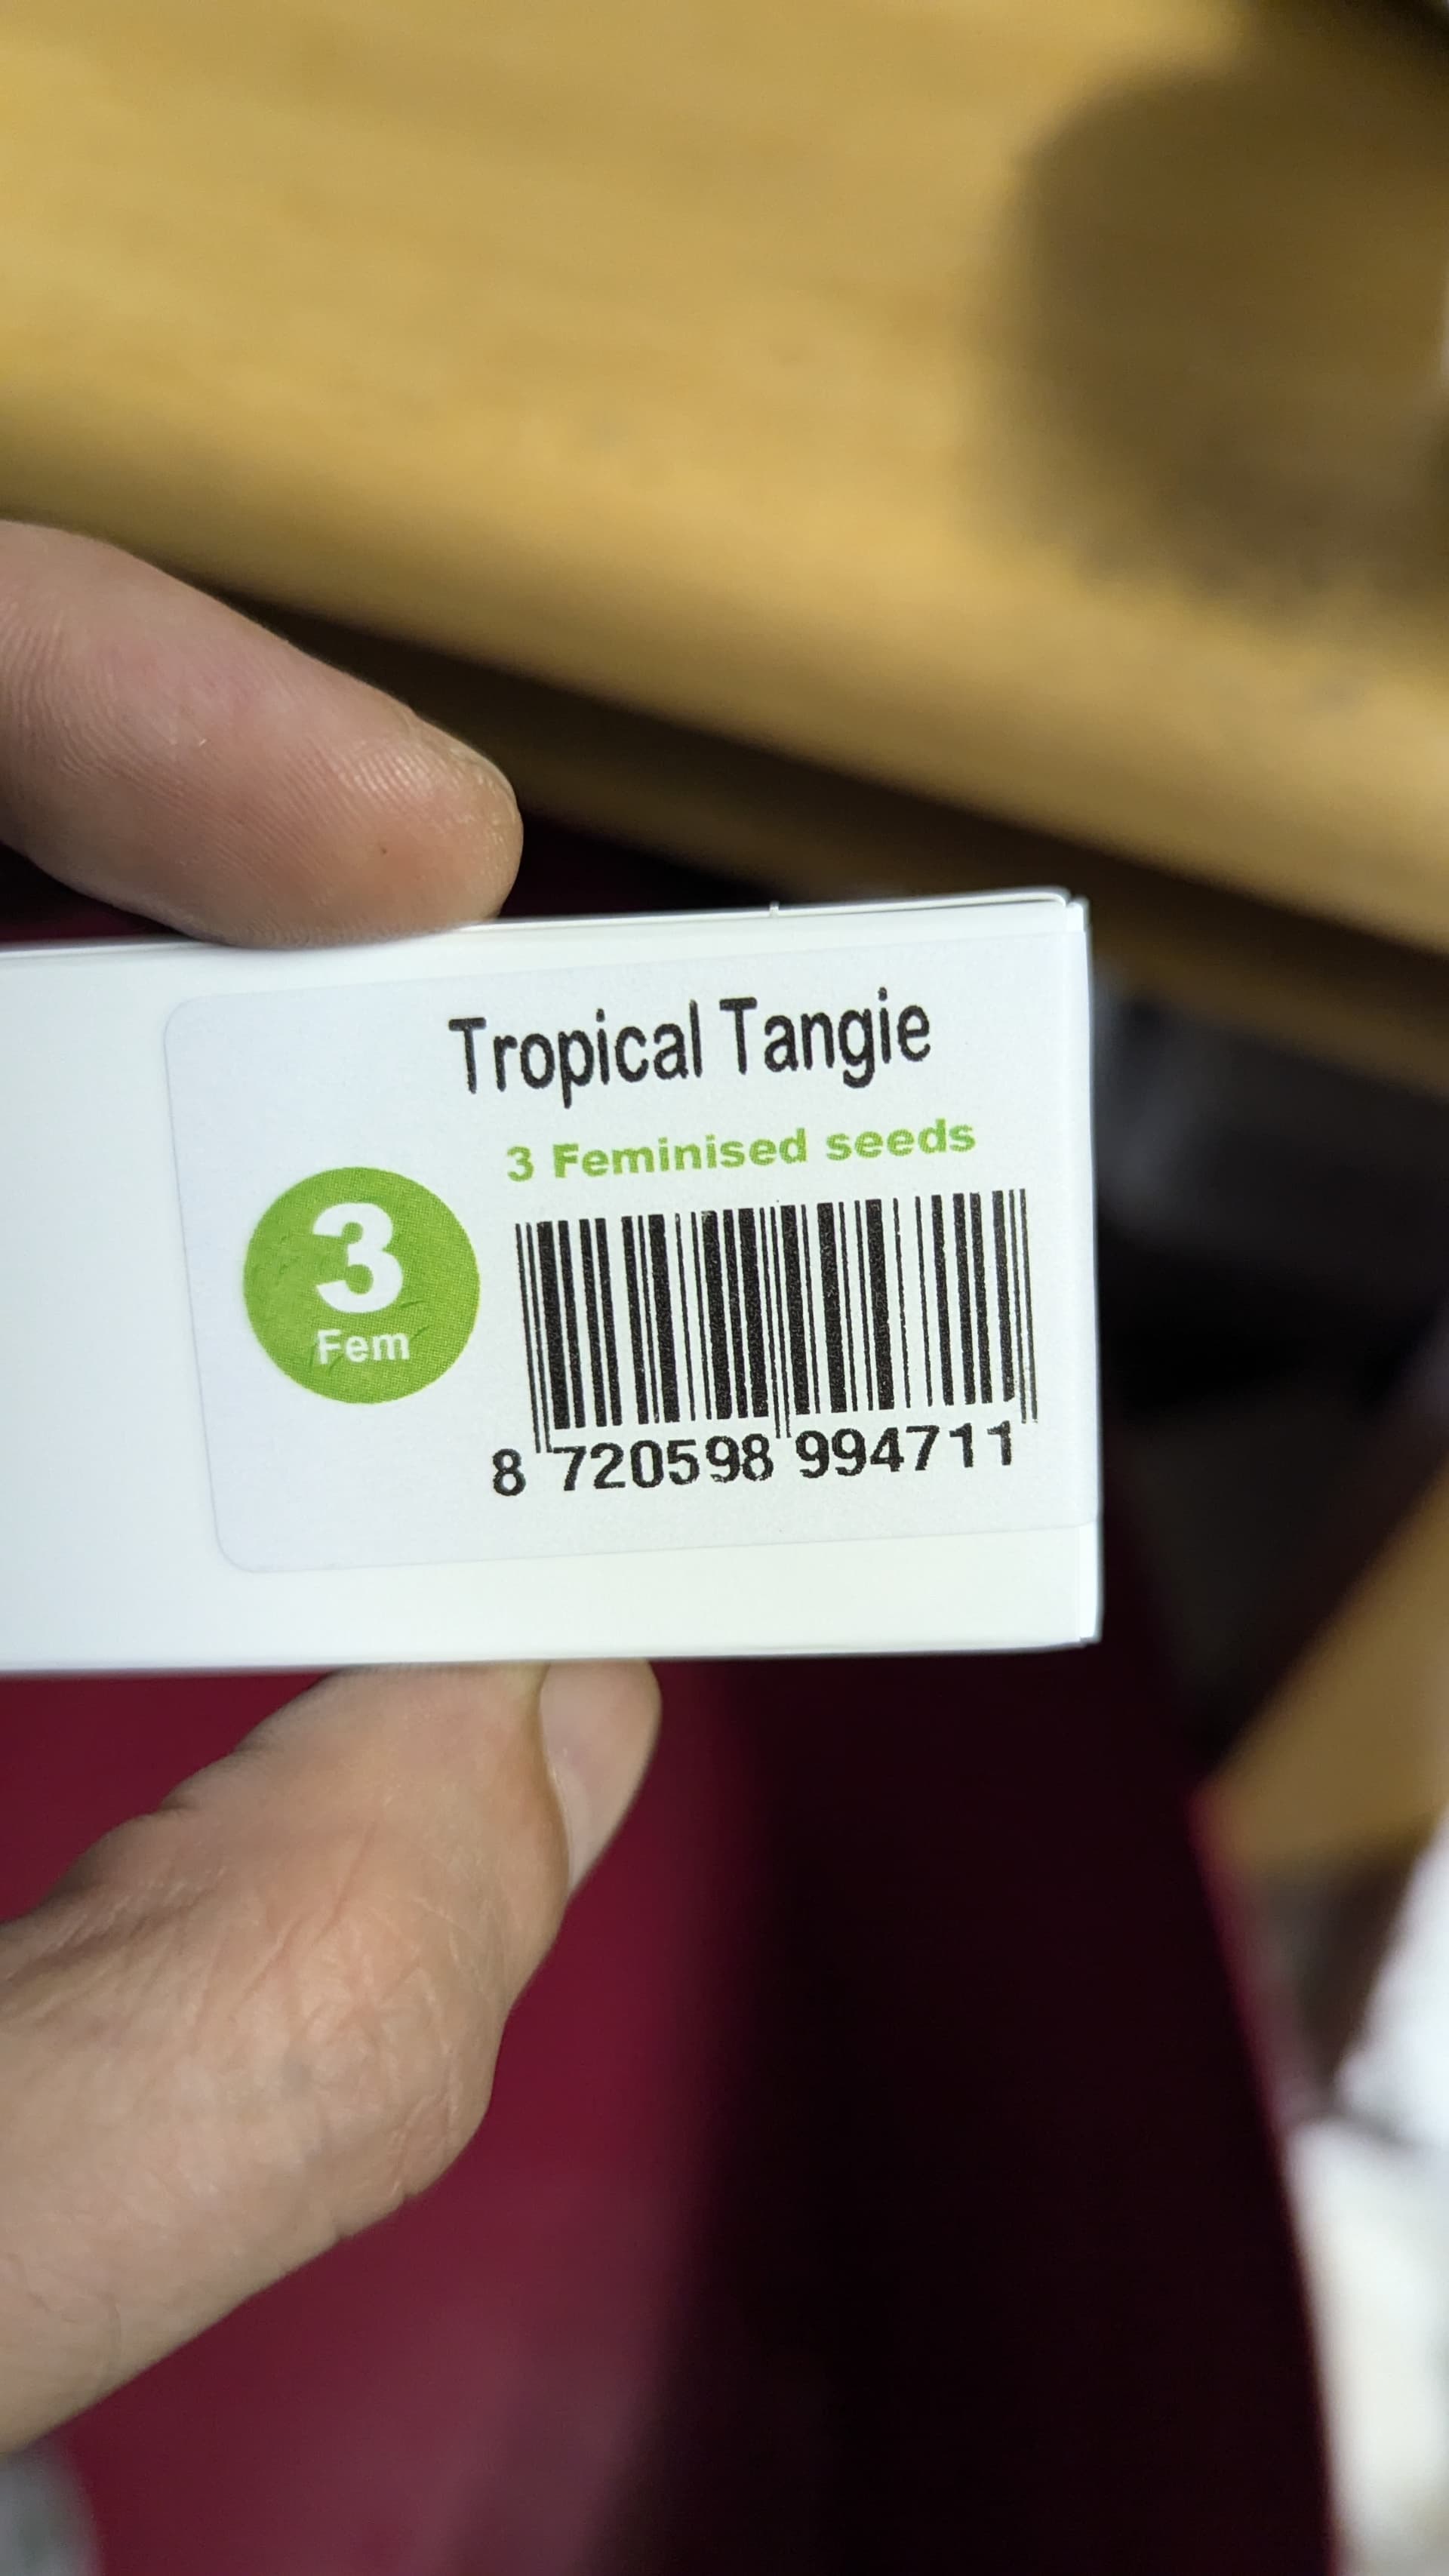 Tropical Tangie
3 Feminised seeds
3
Fem
8 720598 994711